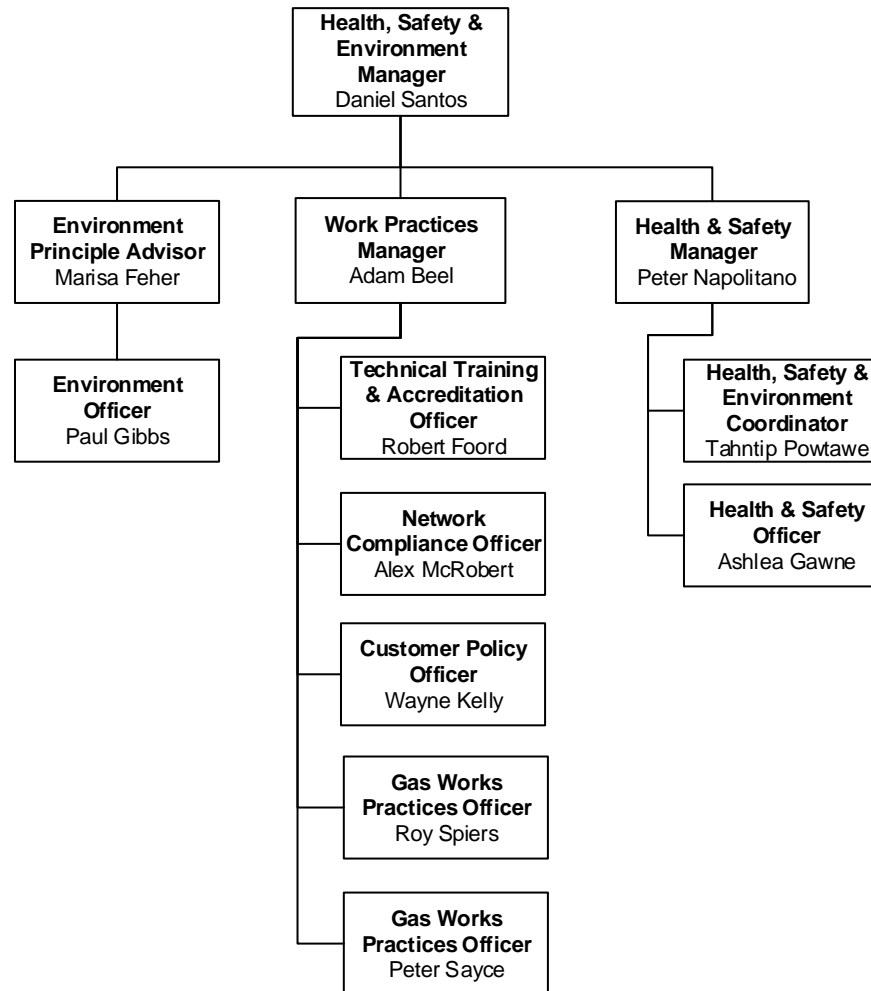 Health, Safety &
Environment
Manager
Daniel Santos
Environment
Principle Advisor
Marisa Feher
Work Practices
Manager
Adam Beel
Health & Safety
Manager
Peter Napolitano
Environment
Officer
Paul Gibbs
Technical Training
& Accreditation
Officer
Robert Foord
Health, Safety &
Environment
Coordinator
Tahntip Powtawe
Network
Compliance Officer
Alex McRobert
Health & Safety
Officer
Ashlea Gawne
Customer Policy
Officer
Wayne Kelly
Gas Works
Practices Officer
Roy Spiers
Gas Works
Practices Officer
Peter Sayce